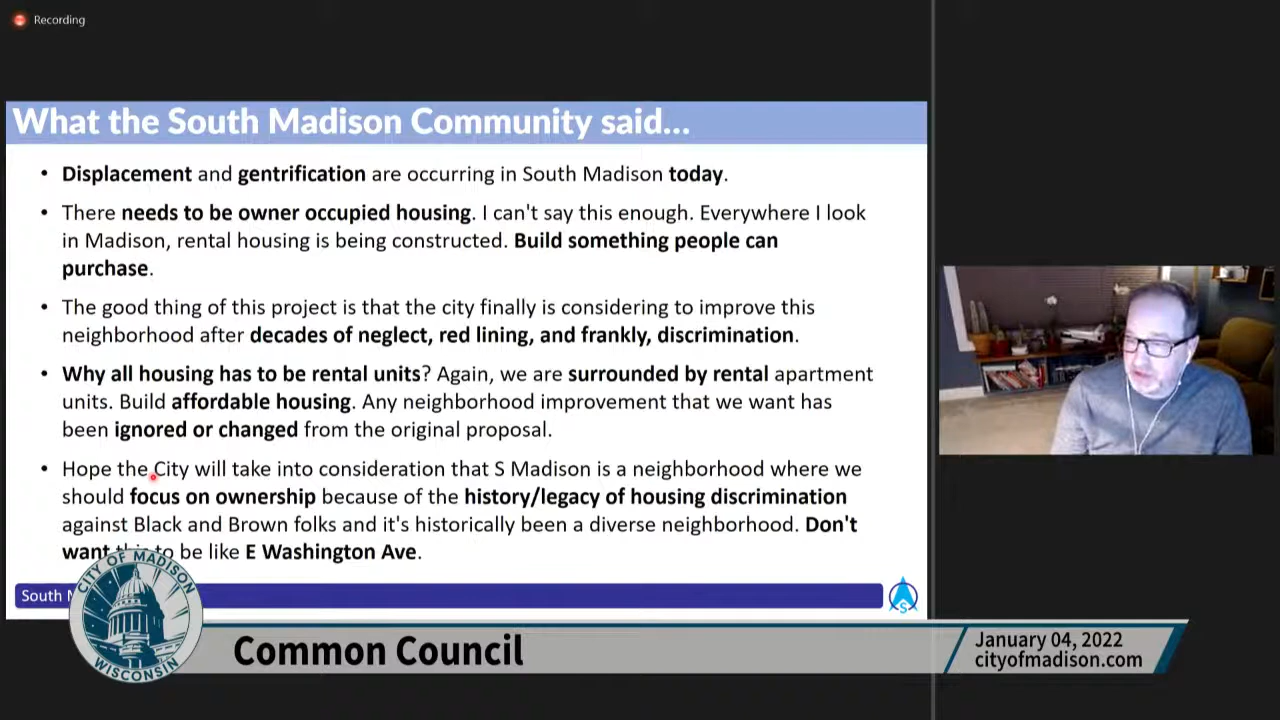 Recording
What the South Madison Community said...
• Displacement and gentrification are occurring in South Madison today.
• There needs to be owner occupied housing. I can't say this enough. Everywhere I look
in Madison, rental housing is being constructed. Build something people can
purchase.
• The good thing of this project is that the city finally is considering to improve this
neighborhood after decades of neglect, red lining, and frankly, discrimination.
• Why all housing has to be rental units? Again, we are surrounded by rental apartment
units. Build affordable housing. Any neighborhood improvement that we want has
been ignored or changed from the original proposal.
• Hope the City will take into consideration that S Madison is a neighborhood where we
should focus on ownership because of the history/legacy of housing discrimination
against Black and Brown folks and it's historically been a diverse neighborhood. Don't
want this to be like E Washington Ave.
South
S
CITY OF MADISON
WISCONSIN
Common Council
January 04, 2022
cityofmadison.com